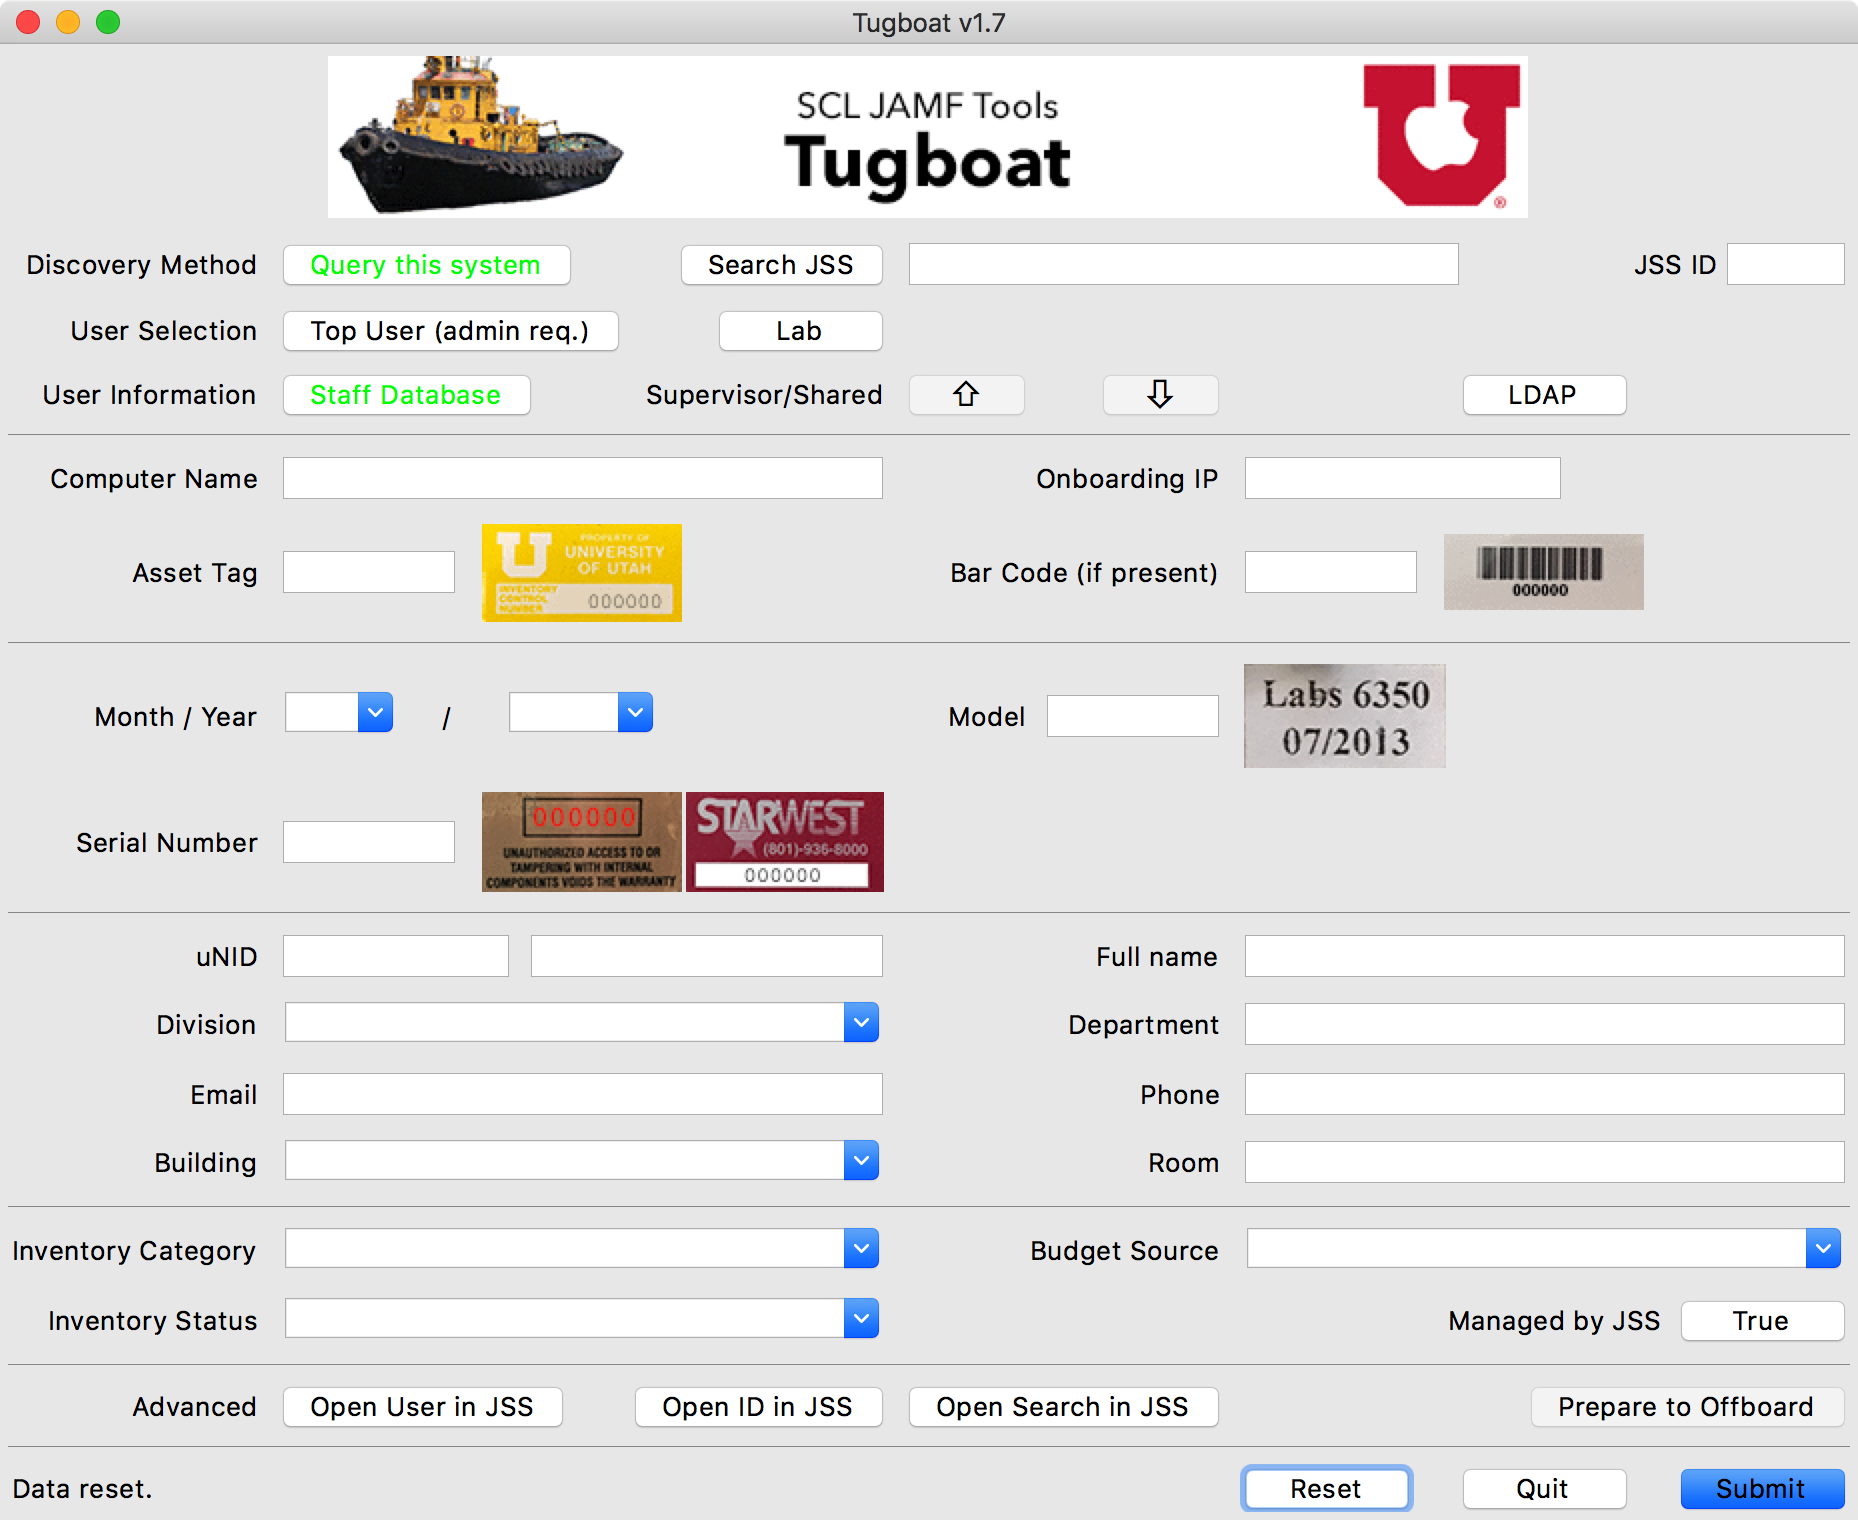 Tugboat v1.7
SCL JAMF Tools
Tugboat
U
®
Discovery Method Query this system Search JSS JSS ID
User Selection Top User (admin req.) Lab
User Information Staff Database Supervisor/Shared ⇧ ⇩ LDAP
Computer Name Onboarding IP
Asset Tag
U
PROPERTY OF
UNIVERSITY
OF UTAH
INVENTORY
CONTROL
NUMBER
000000
Bar Code (if present)
000000
Month / Year / Model
Labs 6350
07/2013
Serial Number
000000
UNAUTHORIZED ACCESS TO OR
TAMPERING WITH INTERNAL
COMPONENTS VOIDS THE WARRANTY
STARWEST
(801)-936-8000
000000
uNID Full name
Division Department
Email Phone
Building Room
Inventory Category Budget Source
Inventory Status Managed by JSS True
Advanced Open User in JSS Open ID in JSS Open Search in JSS Prepare to Offboard
Data reset. Reset Quit Submit